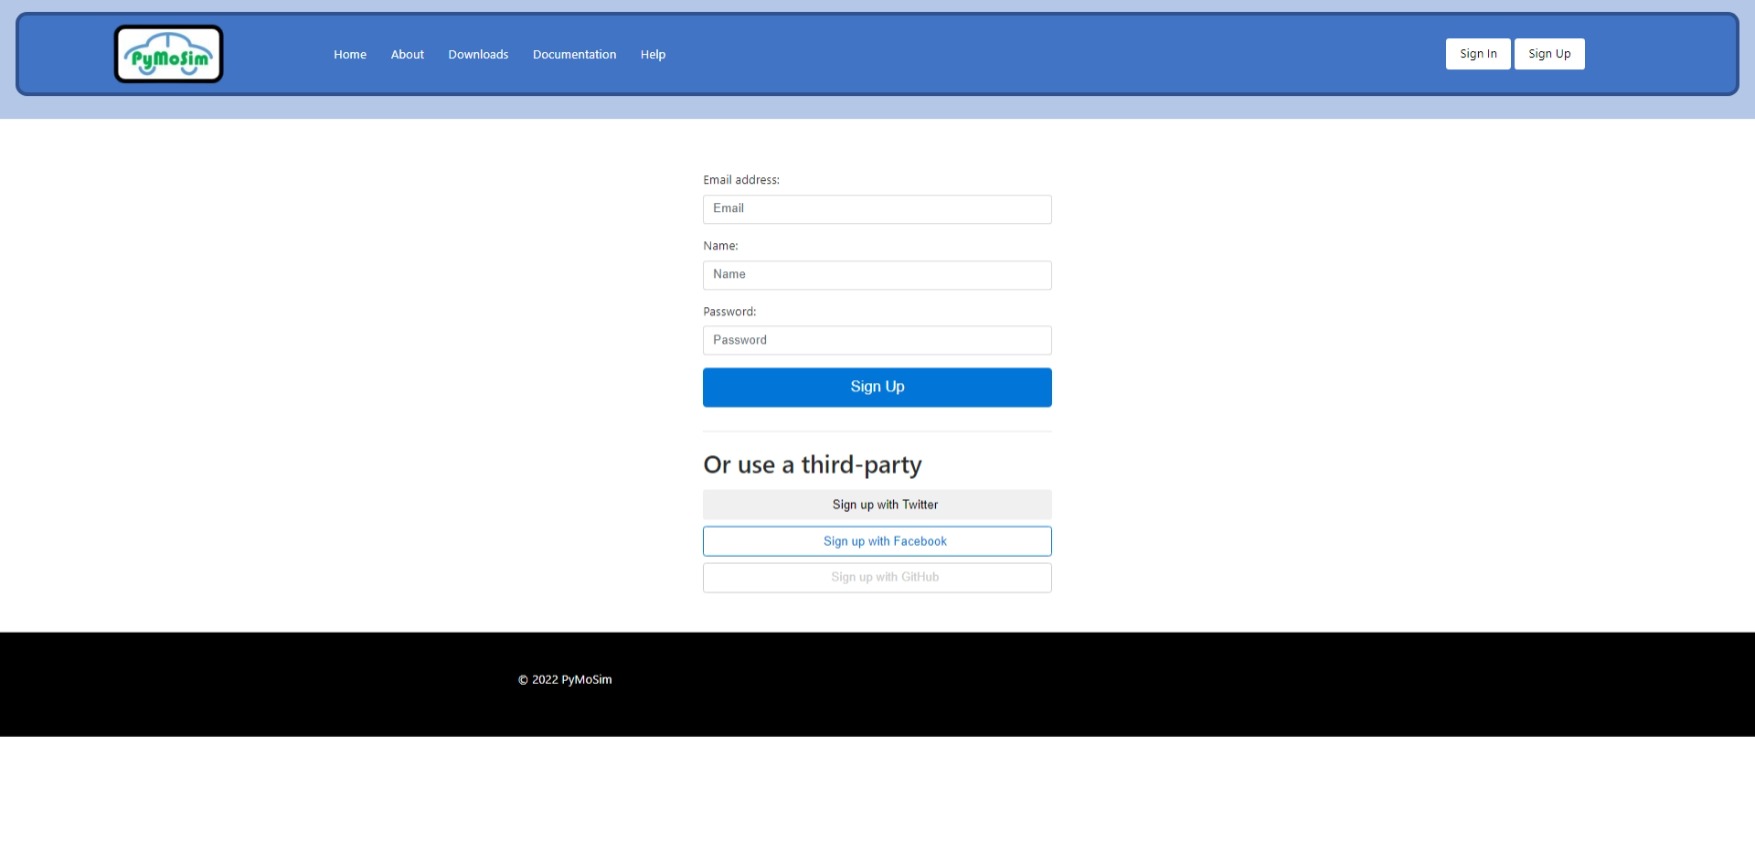 PyMoSim
Home About Downloads Documentation Help
Sign In Sign Up
Email address:
Email
Name:
Name
Password:
Password
Sign Up
Or use a third-party
Sign up with Twitter
Sign up with Facebook
Sign up with GitHub
© 2022 PyMoSim